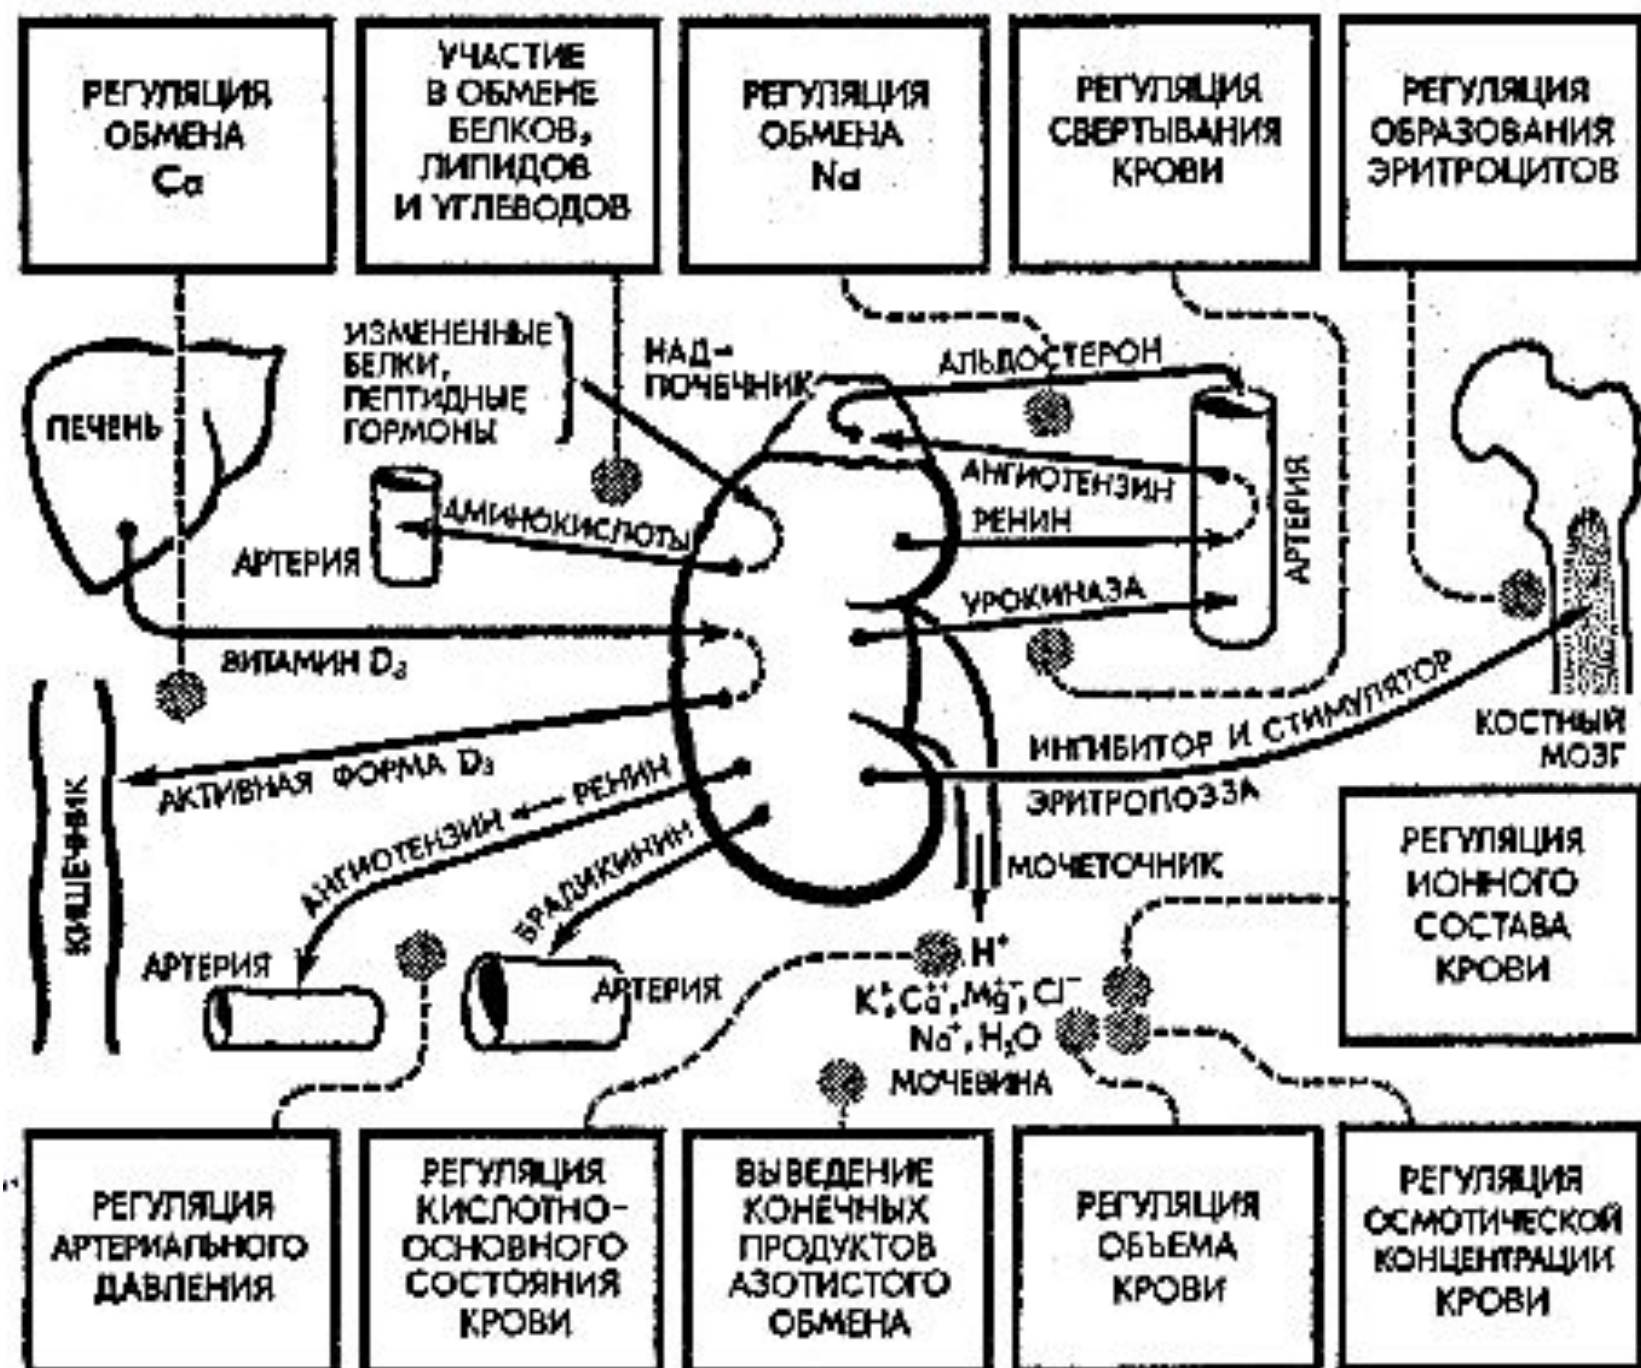 РЕГУЛЯЦИЯ
ОБМЕНА
Ca
УЧАСТИЕ
В ОБМЕНЕ
БЕЛКОВ,
ЛИПИДОВ
И УГЛЕВОДОВ
РЕГУЛЯЦИЯ
ОБМЕНА
Na
РЕГУЛЯЦИЯ
СВЕРТЫВАНИЯ
КРОВИ
РЕГУЛЯЦИЯ
ОБРАЗОВАНИЯ
ЭРИТРОЦИТОВ
ПЕЧЕНЬ
ИЗМЕНЕННЫЕ
БЕЛКИ,
ПЕПТИДНЫЕ
ГОРМОНЫ
НАД-
ПОЧЕЧНИК
АЛЬДОСТЕРОН
АНГИОТЕНЗИН
РЕНИН
АРТЕРИЯ
АМИНОКИСЛОТЫ
АРТЕРИЯ
УРОКИНАЗА
ВИТАМИН D₃
АКТИВНАЯ ФОРМА D₃
КИШЕЧНИК
ИНГИБИТОР И СТИМУЛЯТОР
ЭРИТРОПОЭЗА
КОСТНЫЙ
МОЗГ
АНГИОТЕНЗИН ← РЕНИН
БРАДИКИНИН
АРТЕРИЯ
АРТЕРИЯ
МОЧЕТОЧНИК
H⁺
K⁺, Ca⁺⁺, Mg⁺⁺, Cl⁻
Na⁺, H₂O
МОЧЕВИНА
РЕГУЛЯЦИЯ
ИОННОГО
СОСТАВА
КРОВИ
РЕГУЛЯЦИЯ
АРТЕРИАЛЬНОГО
ДАВЛЕНИЯ
РЕГУЛЯЦИЯ
КИСЛОТНО-
ОСНОВНОГО
СОСТОЯНИЯ
КРОВИ
ВЫВЕДЕНИЕ
КОНЕЧНЫХ
ПРОДУКТОВ
АЗОТИСТОГО
ОБМЕНА
РЕГУЛЯЦИЯ
ОБЪЕМА
КРОВИ
РЕГУЛЯЦИЯ
ОСМОТИЧЕСКОЙ
КОНЦЕНТРАЦИИ
КРОВИ